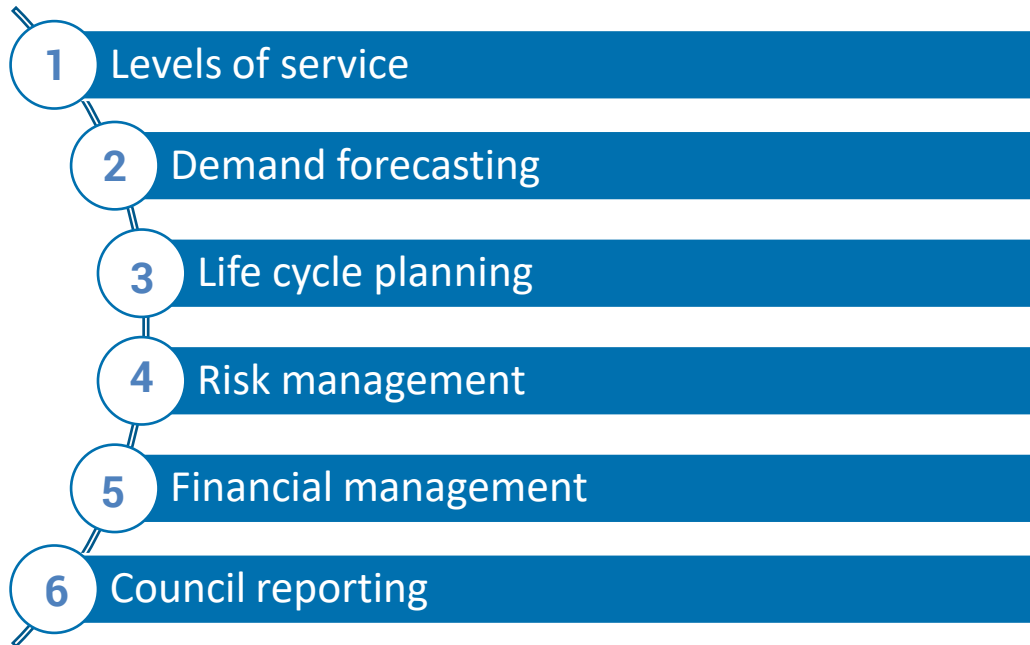 1 Levels of service
2 Demand forecasting
3 Life cycle planning
4 Risk management
5 Financial management
6 Council reporting